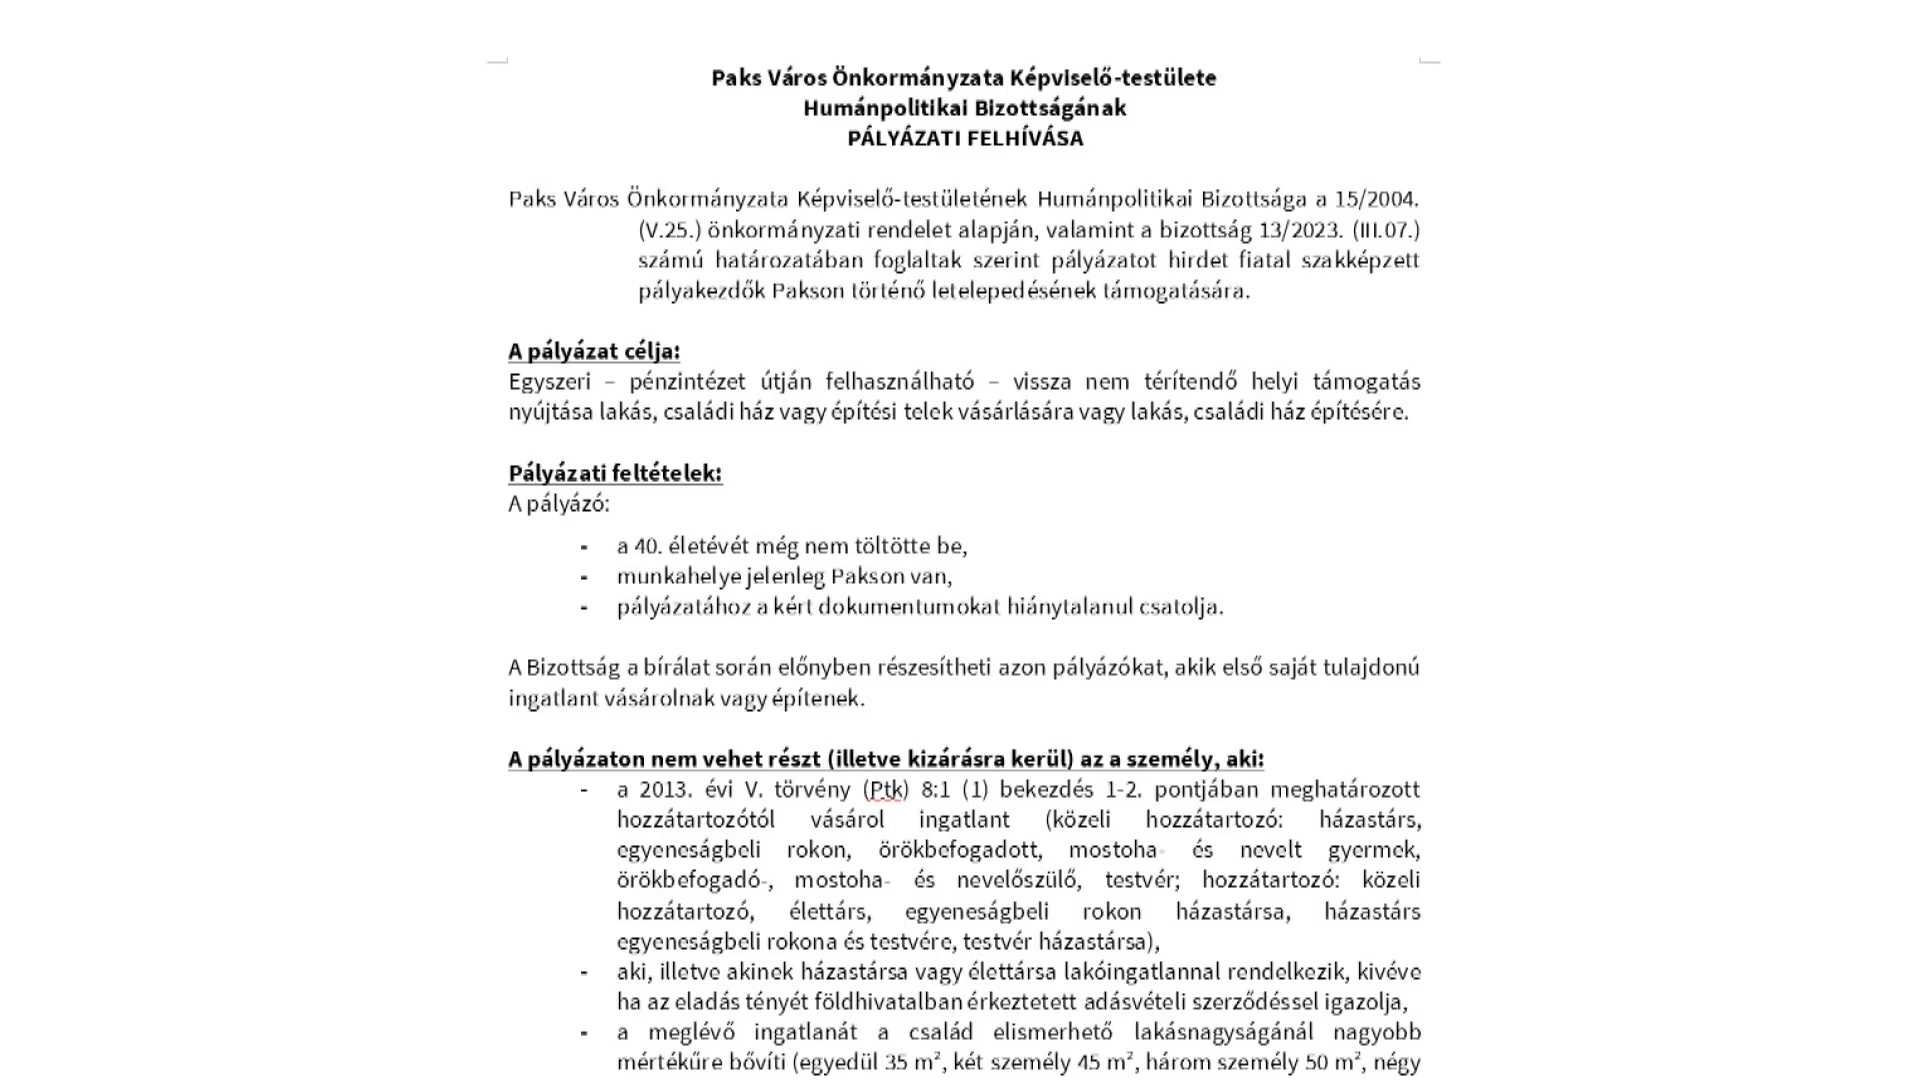 Paks Város Önkormányzata Képviselő-testülete
Humánpolitikai Bizottságának
PÁLYÁZATI FELHÍVÁSA
Paks Város Önkormányzata Képviselő-testületének Humánpolitikai Bizottsága a 15/2004.
(V.25.) önkormányzati rendelet alapján, valamint a bizottság 13/2023. (III.07.)
számú határozatában foglaltak szerint pályázatot hirdet fiatal szakképzett
pályakezdők Pakson történő letelepedésének támogatására.
A pályázat célja:
Egyszeri – pénzintézet útján felhasználható – vissza nem térítendő helyi támogatás
nyújtása lakás, családi ház vagy építési telek vásárlására vagy lakás, családi ház építésére.
Pályázati feltételek:
A pályázó:
- a 40. életévét még nem töltötte be,
- munkahelye jelenleg Pakson van,
- pályázatához a kért dokumentumokat hiánytalanul csatolja.
A Bizottság a bírálat során előnyben részesítheti azon pályázókat, akik első saját tulajdonú
ingatlant vásárolnak vagy építenek.
A pályázaton nem vehet részt (illetve kizárásra kerül) az a személy, aki:
- a 2013. évi V. törvény (Ptk) 8:1 (1) bekezdés 1-2. pontjában meghatározott
hozzátartozótól vásárol ingatlant (közeli hozzátartozó: házastárs,
egyeneságbeli rokon, örökbefogadott, mostoha- és nevelt gyermek,
örökbefogadó-, mostoha- és nevelőszülő, testvér; hozzátartozó: közeli
hozzátartozó, élettárs, egyeneságbeli rokon házastársa, házastárs
egyeneságbeli rokona és testvére, testvér házastársa),
- aki, illetve akinek házastársa vagy élettársa lakóingatlannal rendelkezik, kivéve
ha az eladás tényét földhivatalban érkeztetett adásvételi szerződéssel igazolja,
- a meglévő ingatlanát a család elismerhető lakásnagyságánál nagyobb
mértékűre bővíti (egyedül 35 m², két személy 45 m², három személy 50 m², négy